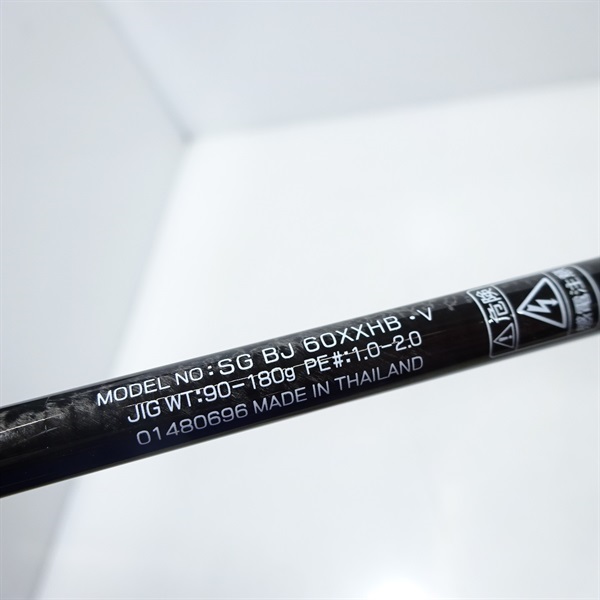 MODEL NO:SG BJ 60XXHB・V
JIG WT:90-180g PE#:1.0-2.0
01480696 MADE IN THAILAND
危険